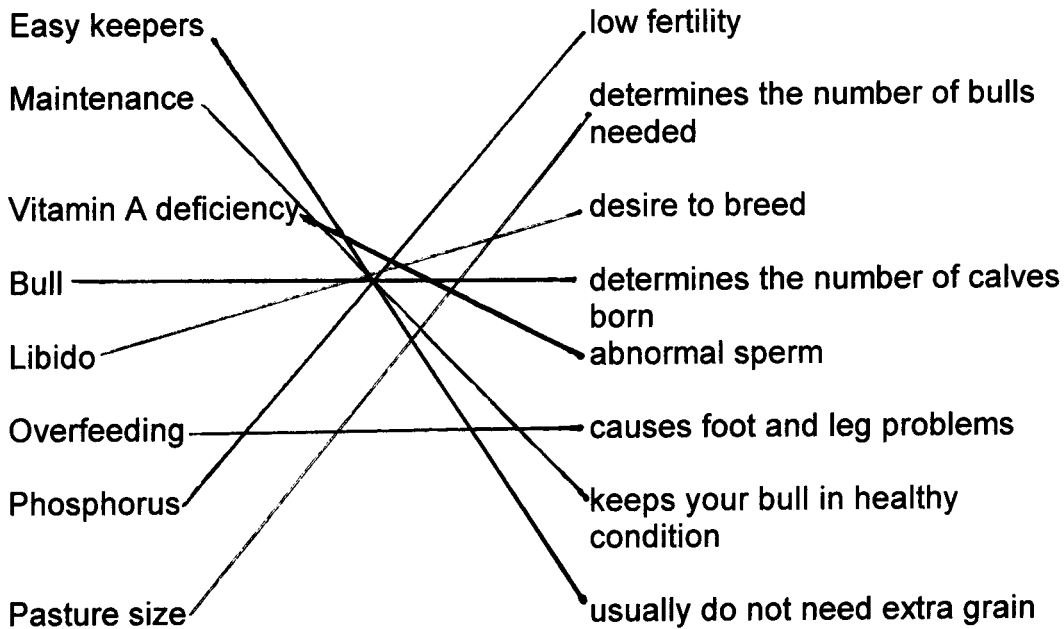 Easy keepers
low fertility
Maintenance
determines the number of bulls
needed
Vitamin A deficiency
desire to breed
Bull
determines the number of calves
born
Libido
abnormal sperm
Overfeeding
causes foot and leg problems
Phosphorus
keeps your bull in healthy
condition
Pasture size
usually do not need extra grain